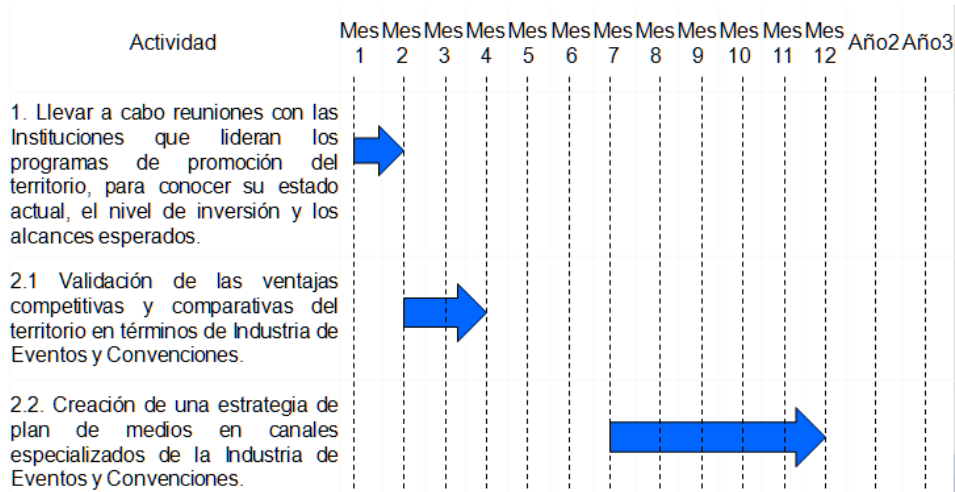 Actividad
Mes Mes Mes Mes Mes Mes Mes Mes Mes Mes Mes Mes
1 2 3 4 5 6 7 8 9 10 11 12 Año2 Año3
1. Llevar a cabo reuniones con las
Instituciones que lideran los
programas de promoción del
territorio, para conocer su estado
actual, el nivel de inversión y los
alcances esperados.
2.1 Validación de las ventajas
competitivas y comparativas del
territorio en términos de Industria de
Eventos y Convenciones.
2.2. Creación de una estrategia de
plan de medios en canales
especializados de la Industria de
Eventos y Convenciones.